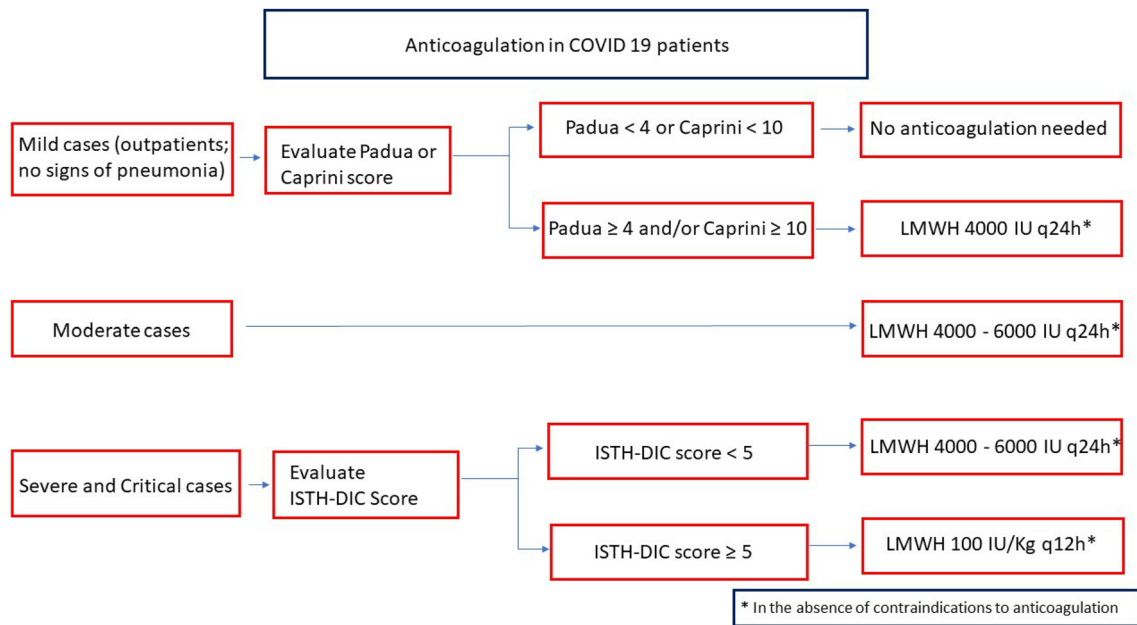 Anticoagulation in COVID 19 patients
Mild cases (outpatients;
no signs of pneumonia)
Evaluate Padua or
Caprini score
Padua < 4 or Caprini < 10
No anticoagulation needed
Padua ≥ 4 and/or Caprini ≥ 10
LMWH 4000 IU q24h*
Moderate cases
LMWH 4000 - 6000 IU q24h*
Severe and Critical cases
Evaluate
ISTH-DIC Score
ISTH-DIC score < 5
LMWH 4000 - 6000 IU q24h*
ISTH-DIC score ≥ 5
LMWH 100 IU/Kg q12h*
* In the absence of contraindications to anticoagulation